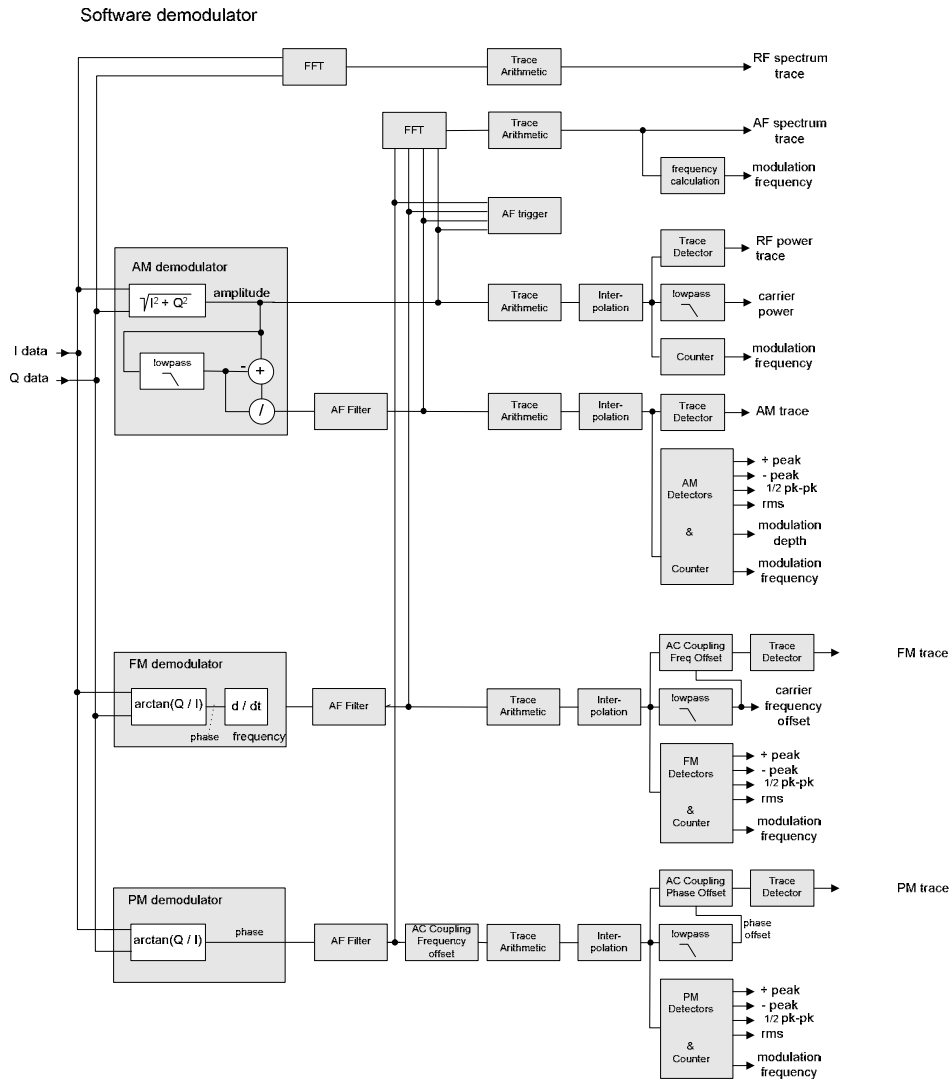 Software demodulator
FFT
Trace
Arithmetic
RF spectrum
trace
FFT
Trace
Arithmetic
AF spectrum
trace
frequency
calculation
modulation
frequency
AF trigger
AM demodulator
√I² + Q²
amplitude
lowpass
-
+
/
Trace
Arithmetic
Inter-
polation
Trace
Detector
RF power
trace
lowpass
carrier
power
Counter
modulation
frequency
I data
Q data
AF Filter
Trace
Arithmetic
Inter-
polation
Trace
Detector
AM trace
AM
Detectors
&
Counter
+ peak
- peak
1/2 pk-pk
rms
modulation
depth
modulation
frequency
FM demodulator
arctan(Q / I)
d / dt
phase
frequency
AF Filter
Trace
Arithmetic
Inter-
polation
AC Coupling
Freq Offset
Trace
Detector
FM trace
lowpass
carrier
frequency
offset
FM
Detectors
&
Counter
+ peak
- peak
1/2 pk-pk
rms
modulation
frequency
PM demodulator
arctan(Q / I)
phase
AF Filter
AC Coupling
Frequency
offset
Trace
Arithmetic
Inter-
polation
AC Coupling
Phase Offset
Trace
Detector
PM trace
lowpass
phase
offset
PM
Detectors
&
Counter
+ peak
- peak
1/2 pk-pk
rms
modulation
frequency